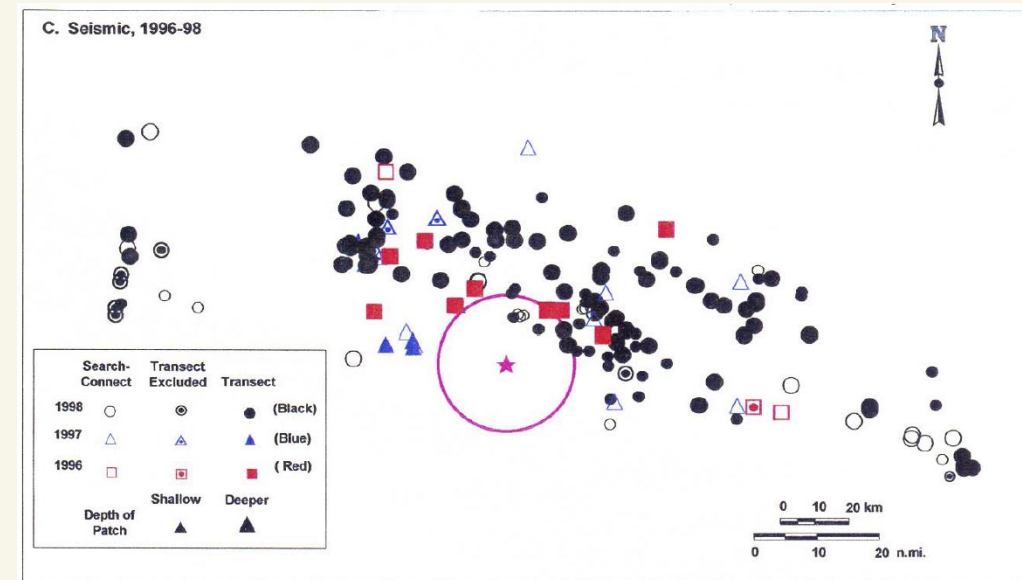 C. Seismic, 1996-98
N
Search-Connect Transect Excluded Transect
1998 (Black)
1997 (Blue)
1996 ( Red)
Shallow Deeper
Depth of Patch
0 10 20 km
0 10 20 n.mi.